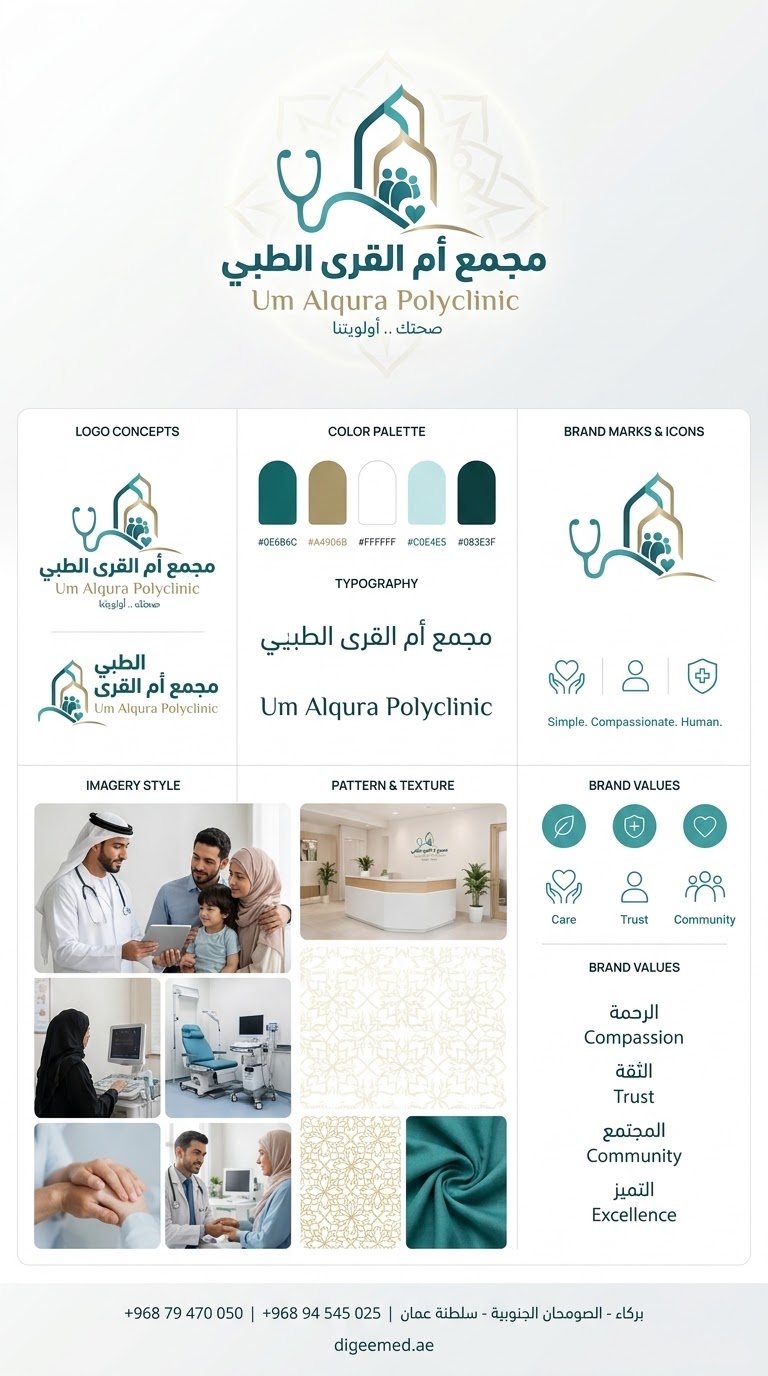 مجمع أم القرى الطبي
Um Alqura Polyclinic
صحتك .. أولويتنا
LOGO CONCEPTS
مجمع أم القرى الطبي
Um Alqura Polyclinic
الطبي
مجمع أم القرى
Um Alqura Polyclinic
COLOR PALETTE
#0E6B6C #A4906B #FFFFFF #C0E4ES #083E3F
TYPOGRAPHY
مجمع أم القرى الطبيي
Um Alqura Polyclinic
BRAND MARKS & ICONS
Simple. Compassionate. Human.
IMAGERY STYLE
PATTERN & TEXTURE
BRAND VALUES
Care Trust Community
BRAND VALUES
الرحمة
Compassion
الثقة
Trust
المجتمع
Community
التميز
Excellence
بركاء - الصومحان الجنوبية - سلطنة عمان | +968 94 545 025 | +968 79 470 050
digeemed.ae